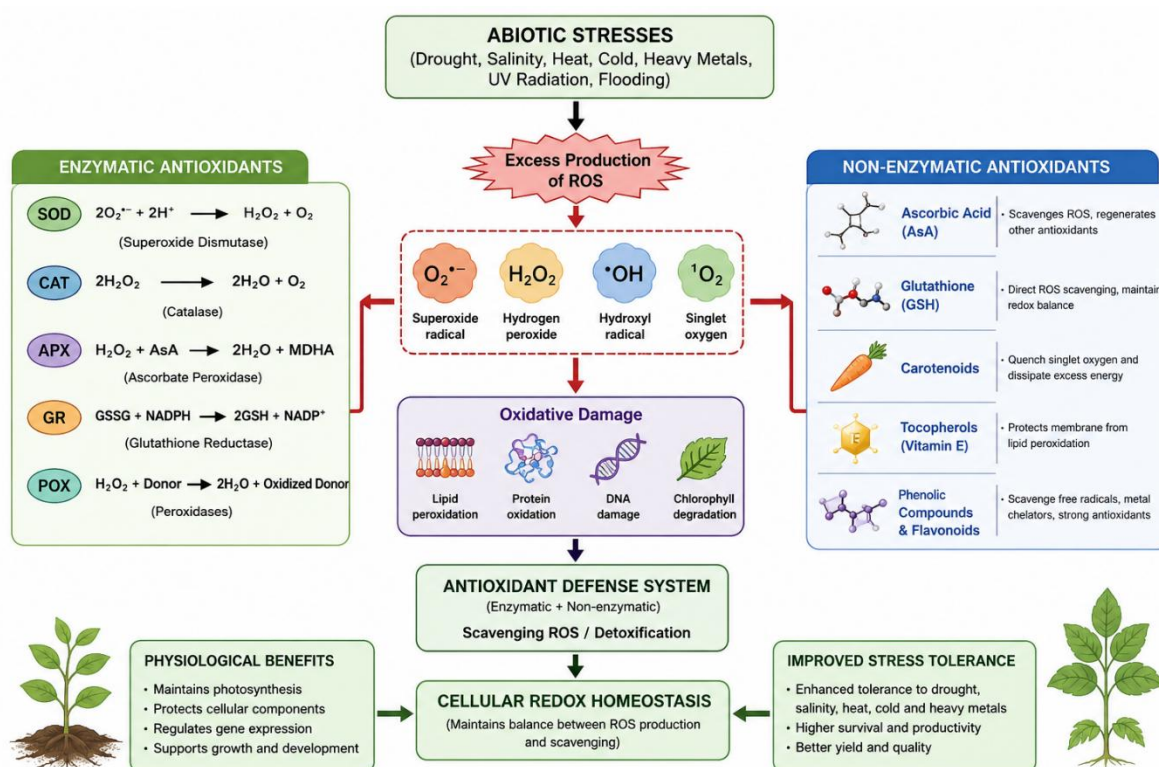 ABIOTIC STRESSES
(Drought, Salinity, Heat, Cold, Heavy Metals,
UV Radiation, Flooding)
Excess Production
of ROS
ENZYMATIC ANTIOXIDANTS
SOD
2O₂•⁻ + 2H⁺ ⟶ H₂O₂ + O₂
(Superoxide Dismutase)
CAT
2H₂O₂ ⟶ 2H₂O + O₂
(Catalase)
APX
H₂O₂ + AsA ⟶ 2H₂O + MDHA
(Ascorbate Peroxidase)
GR
GSSG + NADPH ⟶ 2GSH + NADP⁺
(Glutathione Reductase)
POX
H₂O₂ + Donor ⟶ 2H₂O + Oxidized Donor
(Peroxidases)
O₂•⁻
Superoxide
radical
H₂O₂
Hydrogen
peroxide
•OH
Hydroxyl
radical
¹O₂
Singlet
oxygen
NON-ENZYMATIC ANTIOXIDANTS
Ascorbic Acid
(AsA)
· Scavenges ROS, regenerates
other antioxidants
Glutathione
(GSH)
· Direct ROS scavenging, maintain
redox balance
Carotenoids
· Quench singlet oxygen and
dissipate excess energy
E
Tocopherols
(Vitamin E)
· Protects membrane from
lipid peroxidation
Phenolic
Compounds
& Flavonoids
· Scavenge free radicals, metal
chelators, strong antioxidants
Oxidative Damage
Lipid
peroxidation
Protein
oxidation
DNA
damage
Chlorophyll
degradation
ANTIOXIDANT DEFENSE SYSTEM
(Enzymatic + Non-enzymatic)
Scavenging ROS / Detoxification
PHYSIOLOGICAL BENEFITS
• Maintains photosynthesis
• Protects cellular components
• Regulates gene expression
• Supports growth and development
CELLULAR REDOX HOMEOSTASIS
(Maintains balance between ROS production
and scavenging)
IMPROVED STRESS TOLERANCE
• Enhanced tolerance to drought,
salinity, heat, cold and heavy metals
• Higher survival and productivity
• Better yield and quality